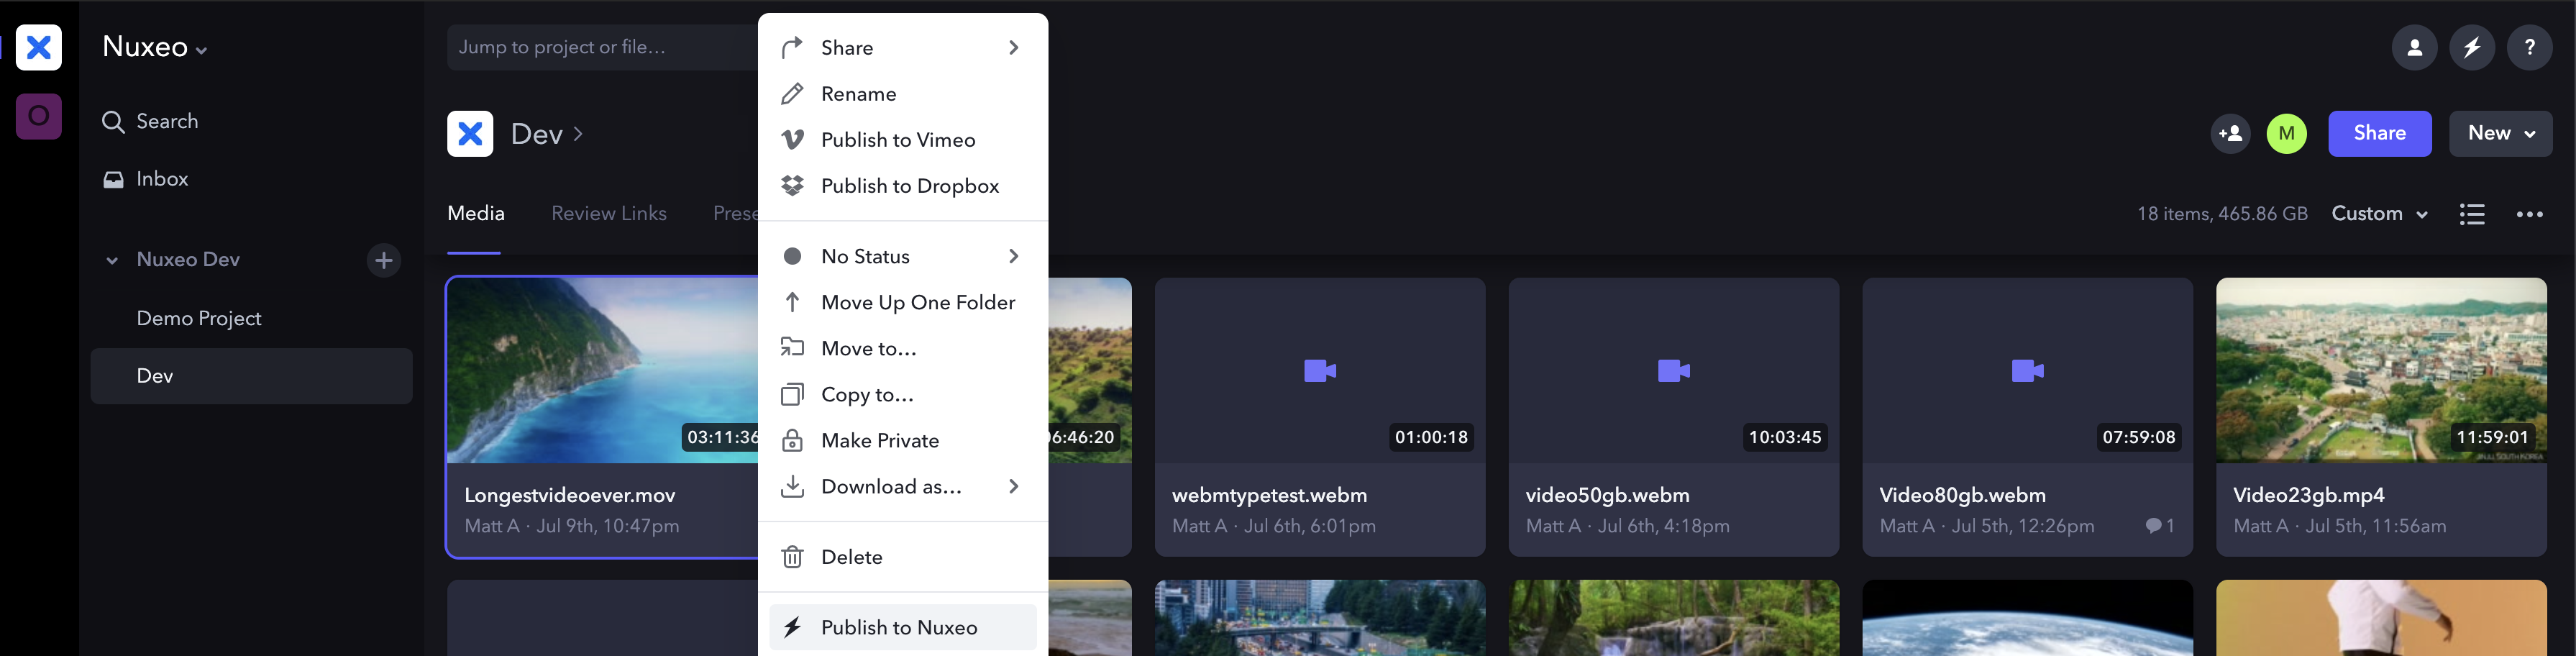 Nuxeo
O
Search
Inbox
Nuxeo Dev
Demo Project
Dev
Jump to project or file...
Dev
M
Share
New
?
Media
Review Links
18 items, 465.86 GB
Custom
Share
Rename
Publish to Vimeo
Publish to Dropbox
No Status
Move Up One Folder
Move to...
Copy to...
Make Private
Download as...
Delete
Publish to Nuxeo
03:11:36
Longestvideoever.mov
Matt A · Jul 9th, 10:47pm
6:46:20
01:00:18
webmtypetest.webm
Matt A · Jul 6th, 6:01pm
10:03:45
video50gb.webm
Matt A · Jul 6th, 4:18pm
07:59:08
Video80gb.webm
Matt A · Jul 5th, 12:26pm
1
11:59:01
Video23gb.mp4
Matt A · Jul 5th, 11:56am